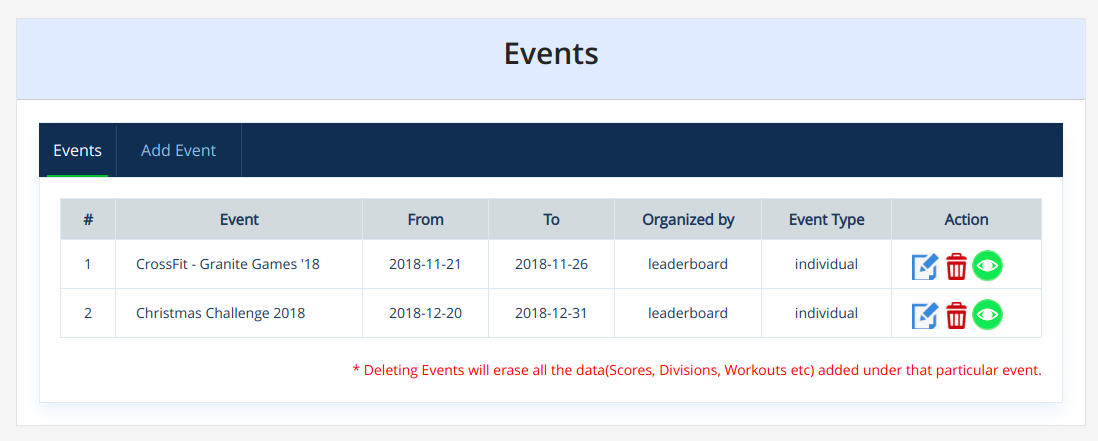 Events
Events Add Event
# Event From To Organized by Event Type Action
1 CrossFit - Granite Games '18 2018-11-21 2018-11-26 leaderboard individual
2 Christmas Challenge 2018 2018-12-20 2018-12-31 leaderboard individual
* Deleting Events will erase all the data(Scores, Divisions, Workouts etc) added under that particular event.